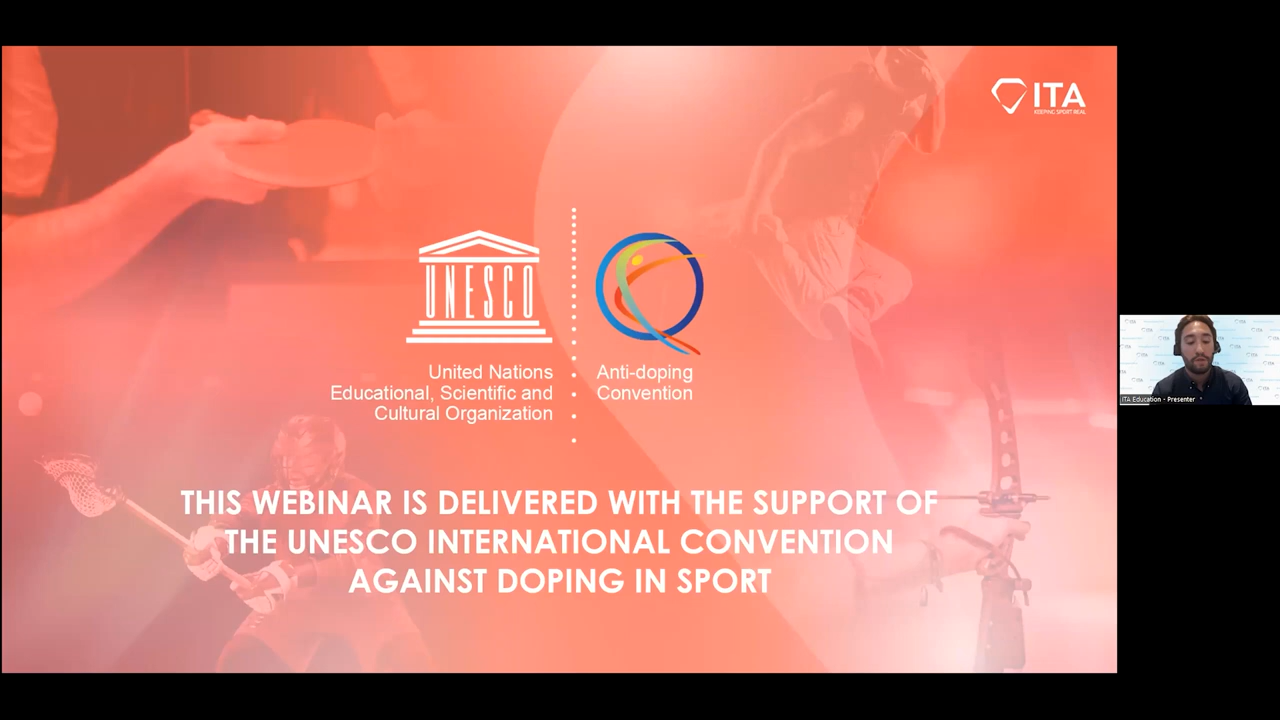 ITA
KEEPING SPORT REAL
UNESCO
United Nations
Educational, Scientific and
Cultural Organization
Anti-doping
Convention
THIS WEBINAR IS DELIVERED WITH THE SUPPORT OF
THE UNESCO INTERNATIONAL CONVENTION
AGAINST DOPING IN SPORT
ITA
ITA Education - Presenter